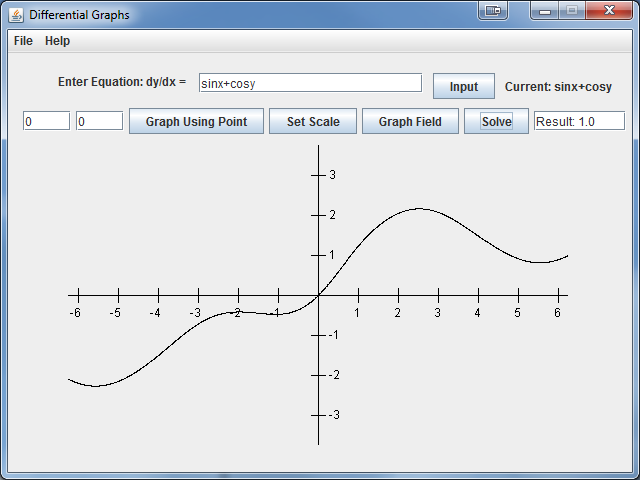 Differential Graphs
File Help
Enter Equation: dy/dx = sinx+cosy Input Current: sinx+cosy
0 0 Graph Using Point Set Scale Graph Field Solve Result: 1.0
3
2
1
-6 -5 -4 -3 -2 -1 1 2 3 4 5 6
-1
-2
-3